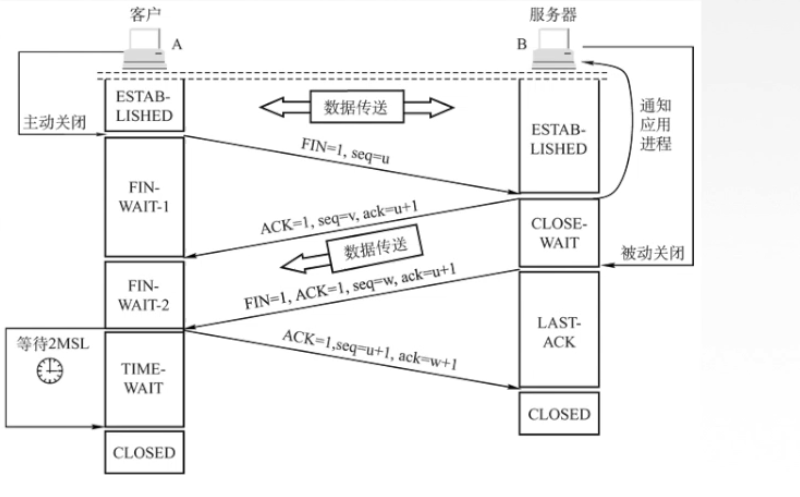 客户
服务器
A
B
ESTAB-
LISHED
数据传送
通知
应用
进程
主动关闭
ESTAB-
LISHED
FIN=1, seq=u
FIN-
WAIT-1
ACK=1, seq=v, ack=u+1
CLOSE-
WAIT
数据传送
被动关闭
FIN-
WAIT-2
FIN=1, ACK=1, seq=w, ack=u+1
LAST-
ACK
等待2MSL
ACK=1,seq=u+1, ack=w+1
TIME-
WAIT
CLOSED
CLOSED